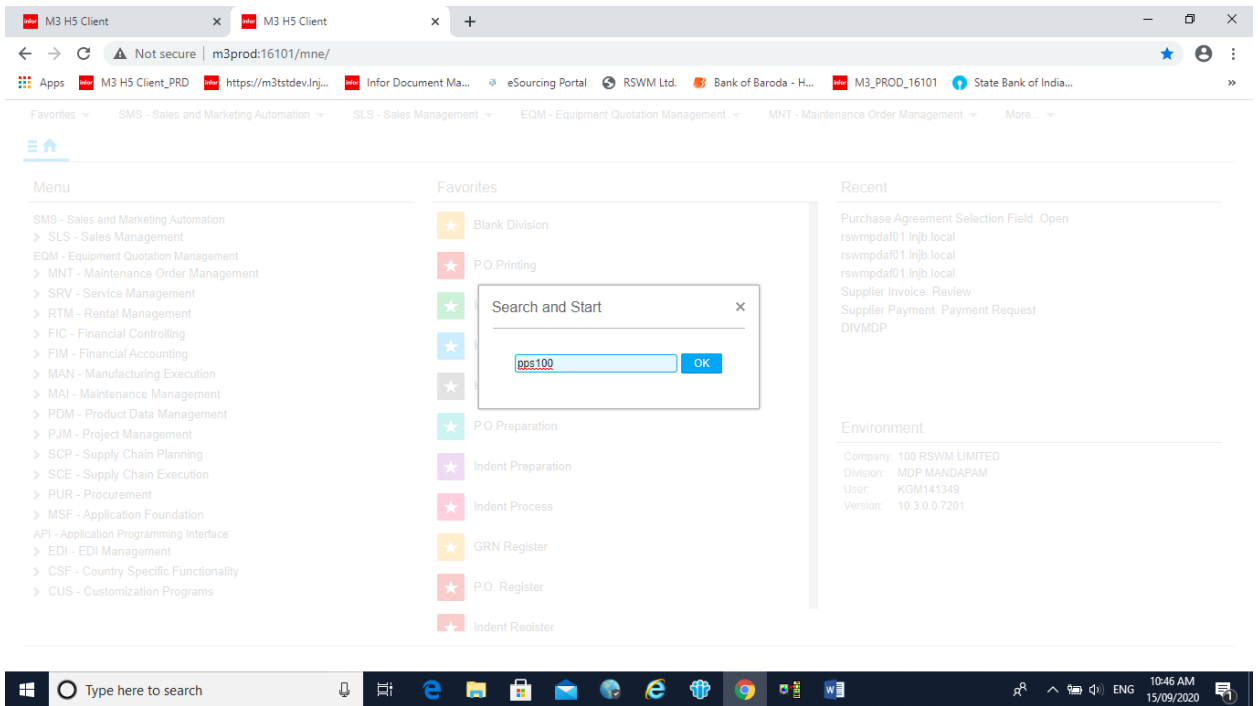 M3 H5 Client
M3 H5 Client
Not secure | m3prod:16101/mne/
Apps M3 H5 Client_PRD https://m3tstdev.lnj... Infor Document Ma... eSourcing Portal RSWM Ltd. Bank of Baroda - H... M3_PROD_16101 State Bank of India... »
Favorites SMS - Sales and Marketing Automation SLS - Sales Management EQM - Equipment Quotation Management MNT - Maintenance Order Management More...
Menu
SMS - Sales and Marketing Automation
SLS - Sales Management
EQM - Equipment Quotation Management
MNT - Maintenance Order Management
SRV - Service Management
RTM - Rental Management
FIC - Financial Controlling
FIM - Financial Accounting
MAN - Manufacturing Execution
MAI - Maintenance Management
PDM - Product Data Management
PJM - Project Management
SCP - Supply Chain Planning
SCE - Supply Chain Execution
PUR - Procurement
MSF - Application Foundation
API - Application Programming Interface
EDI - EDI Management
CSF - Country Specific Functionality
CUS - Customization Programs
Favorites
Blank Division
P.O.Printing
P.O.Preparation
Indent Preparation
Indent Process
GRN Register
P.O. Register
Indent Register
Search and Start
pps100 OK
Recent
Purchase Agreement Selection Field. Open
rswmpdaf01.lnjb.local
rswmpdaf01.lnjb.local
rswmpdaf01.lnjb.local
Supplier Invoice. Review
Supplier Payment. Payment Request
DIVMDP
Environment
Company: 100 RSWM LIMITED
Division: MDP MANDAPAM
User: KGM141349
Version: 10.3.0.0.7201
Type here to search
ENG
10:46 AM
15/09/2020